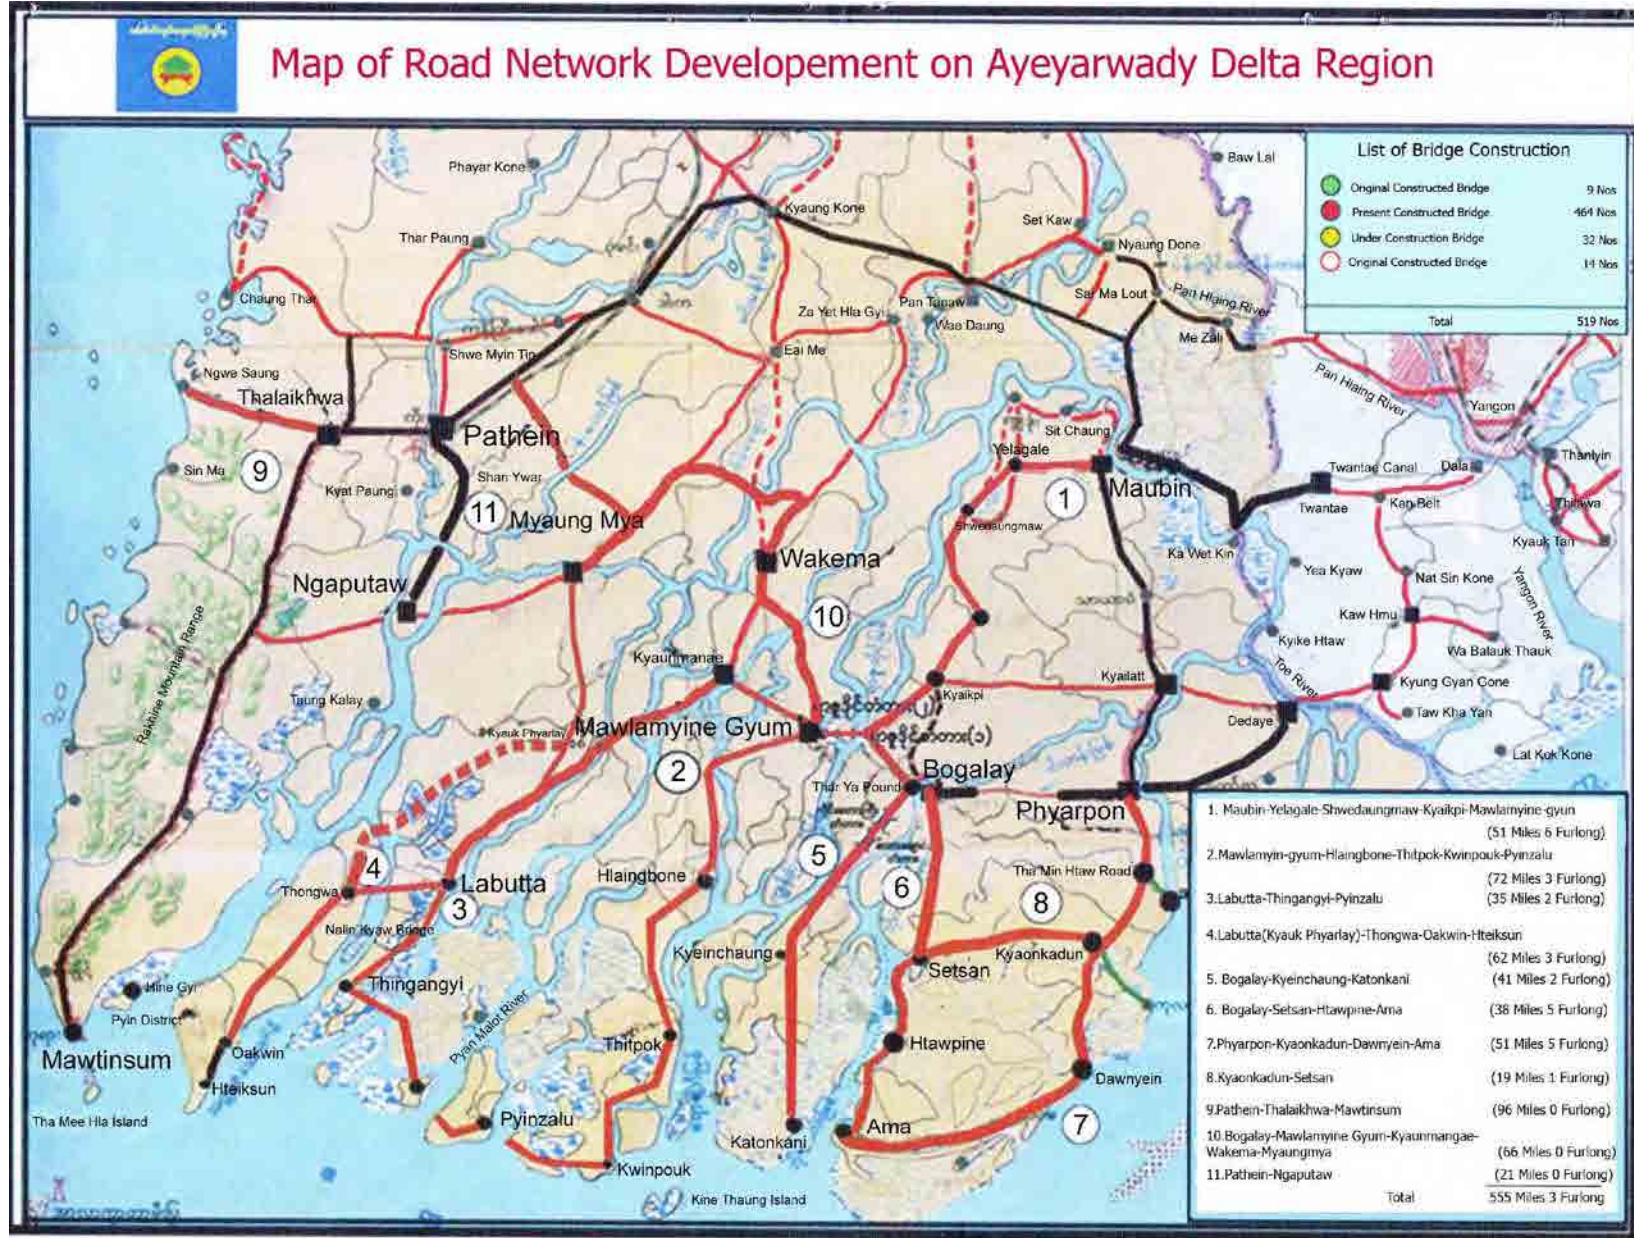 Map of Road Network Developement on Ayeyarwady Delta Region
List of Bridge Construction
Original Constructed Bridge 9 Nos
Present Constructed Bridge 464 Nos
Under Construction Bridge 32 Nos
Original Constructed Bridge 14 Nos
Total 519 Nos
Baw Lal
Phayar Kone
Kyaung Kone
Set Kaw
Thar Paung
Nyaung Done
Chaung Thar
Sar Ma Lout
Pan Hlaing River
Pan Tanaw
Za Yet Hla Gyi
Waa Daung
Me Zali
Shwe Myin Tin
Eai Me
Ngwe Saung
Thalaikhwa
Pan Hlaing River
Yangon
Pathein
Sit Chaung
Yelagale
Sin Ma
9
Shan Ywar
Kyat Paung
Twantae Canal
Dala
Thanlyin
Maubin
1
11
Myaung Mya
Shwedaungmaw
Twantae
Kan Belt
Thilawa
Kyauk Tan
Ka Wet Kin
Wakema
Ngaputaw
Yea Kyaw
Nat Sin Kone
Yangon River
10
Kaw Hmu
Kyike Htaw
Wa Balauk Thauk
Rakhine Mountain Range
Kyaunmanae
Toe River
Kyailatt
Kyung Gyan Gone
Taung Kalay
Kyaikpi
Taw Kha Yan
Dedaye
Kyauk Phyarlay
Mawlamyine Gyum
Lat Kok Kone
2
Bogalay
Thar Ya Pound
Phyarpon
5
4
Thongwa
Labutta
3
Hlaingbone
6
Tha Min Htaw Road
8
Nalin Kyaw Bridge
Kyeinchaung
Kyaonkadun
Setsan
Thingangyi
Hine Gyi
Pyin District
Pyan Malot River
Mawtinsum
Oakwin
Thitpok
Htawpine
Hteiksun
Dawnyein
Tha Mee Hla Island
Pyinzalu
Katonkani
Ama
7
Kwinpouk
Kine Thaung Island
1. Maubin-Yelagale-Shwedaungmaw-Kyaikpi-Mawlamyine-gyun
(51 Miles 6 Furlong)
2.Mawlamyin-gyum-Hlaingbone-Thitpok-Kwinpouk-Pyinzalu
(72 Miles 3 Furlong)
3.Labutta-Thingangyi-Pyinzalu (35 Miles 2 Furlong)
4.Labutta(Kyauk Phyarlay)-Thongwa-Oakwin-Hteiksun
(62 Miles 3 Furlong)
5. Bogalay-Kyeinchaung-Katonkani (41 Miles 2 Furlong)
6. Bogalay-Setsan-Htawpine-Ama (38 Miles 5 Furlong)
7.Phyarpon-Kyaonkadun-Dawnyein-Ama (51 Miles 5 Furlong)
8.Kyaonkadun-Setsan (19 Miles 1 Furlong)
9.Pathein-Thalaikhwa-Mawtinsum (96 Miles 0 Furlong)
10.Bogalay-Mawlamyine Gyum-Kyaunmangae-
Wakema-Myaungmya (66 Miles 0 Furlong)
11.Pathein-Ngaputaw (21 Miles 0 Furlong)
Total 555 Miles 3 Furlong